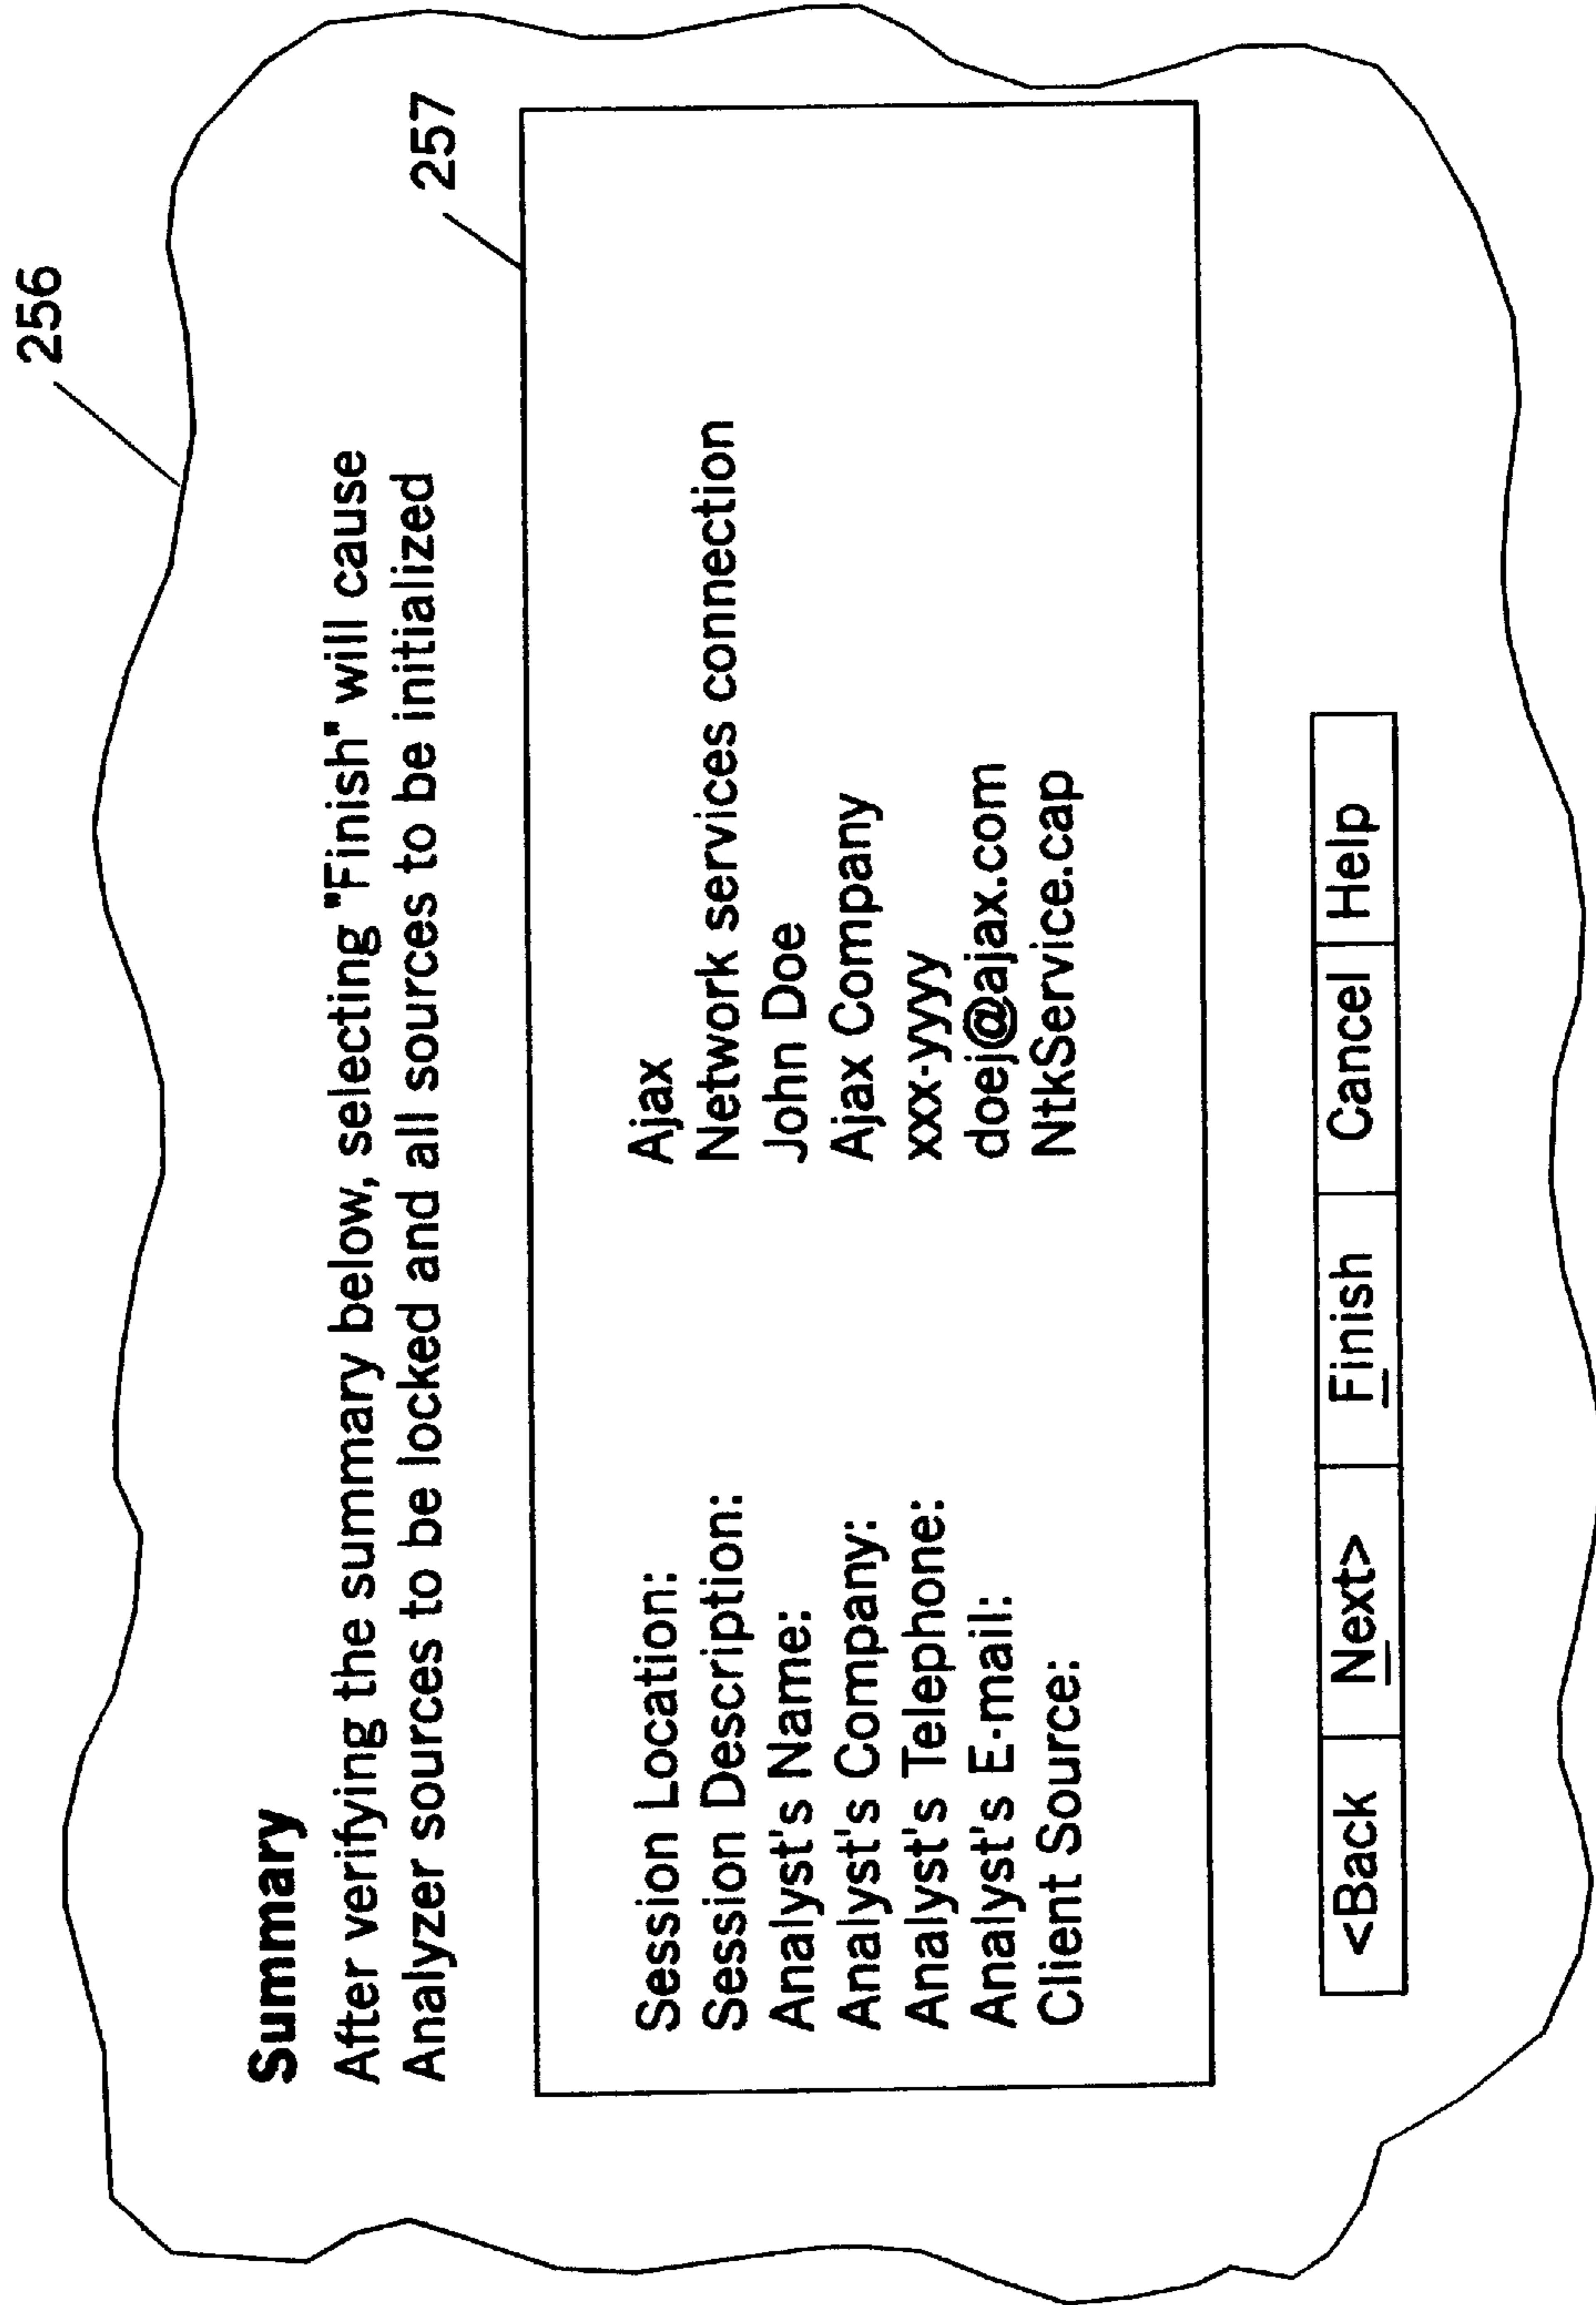 256
Summary
After verifying the summary below, selecting "Finish" will cause
Analyzer sources to be locked and all sources to be initialized
257
Session Location: Ajax
Session Description: Network services connection
Analyst's Name: John Doe
Analyst's Company: Ajax Company
Analyst's Telephone: xxx-yyyy
Analyst's E-mail: doej@ajax.com
Client Source: NtkService.cap
<Back Next> Finish Cancel Help